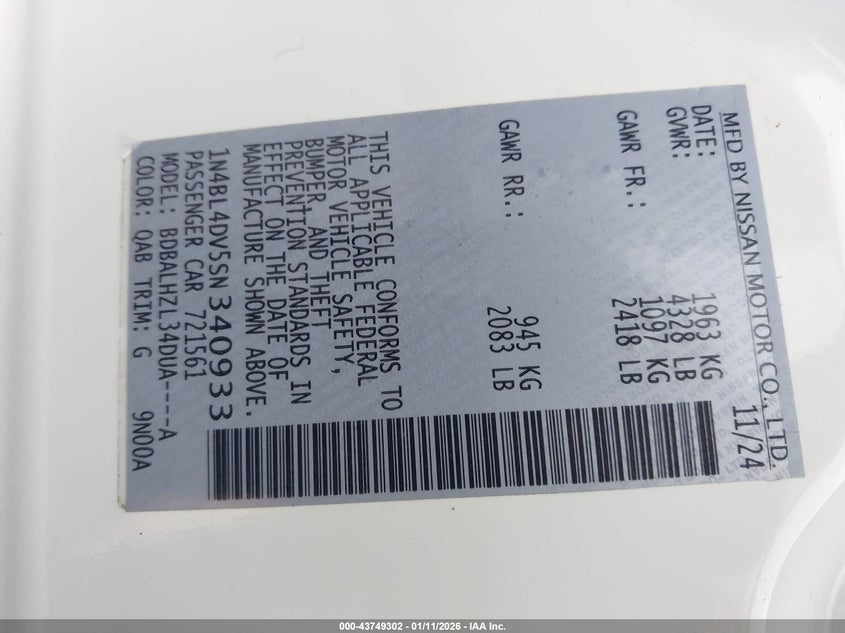 MFD BY NISSAN MOTOR CO., LTD.
DATE: 11/24
GVWR: 1963 KG
4328 LB
GAWR FR.: 1097 KG
2418 LB
GAWR RR.: 945 KG
2083 LB
THIS VEHICLE CONFORMS TO
ALL APPLICABLE FEDERAL
MOTOR VEHICLE SAFETY,
BUMPER, AND THEFT
PREVENTION STANDARDS IN
EFFECT ON THE DATE OF
MANUFACTURE SHOWN ABOVE.
1N4BL4DV5SN340933
PASSENGER CAR 721561
MODEL: BDBALHZL34DUA----A
COLOR: QAB TRIM: G 9N00A
000-43749302 - 01/11/2026 - IAA Inc.